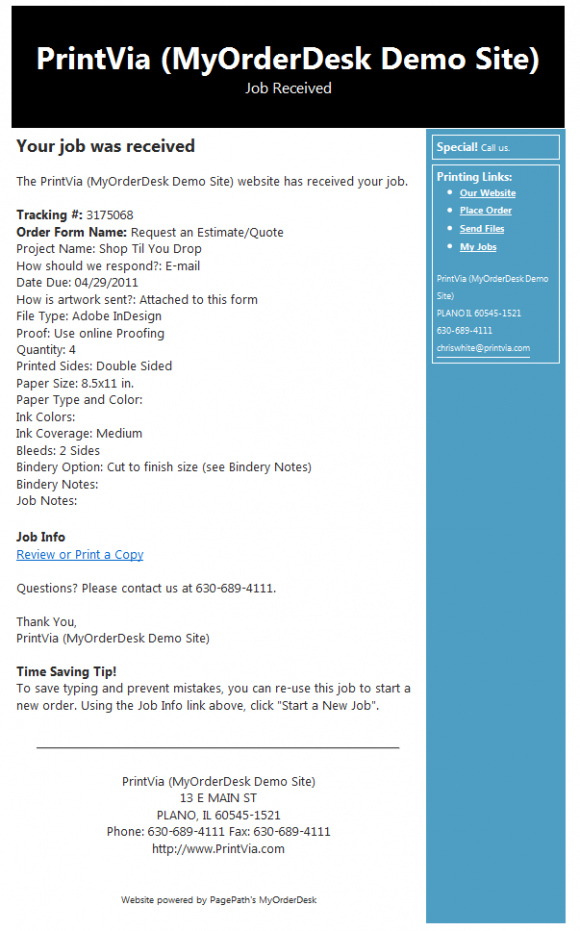 PrintVia (MyOrderDesk Demo Site)
Job Received
Your job was received
The PrintVia (MyOrderDesk Demo Site) website has received your job.
Tracking #: 3175068
Order Form Name: Request an Estimate/Quote
Project Name: Shop Til You Drop
How should we respond?: E-mail
Date Due: 04/29/2011
How is artwork sent?: Attached to this form
File Type: Adobe InDesign
Proof: Use online Proofing
Quantity: 4
Printed Sides: Double Sided
Paper Size: 8.5x11 in.
Paper Type and Color:
Ink Colors:
Ink Coverage: Medium
Bleeds: 2 Sides
Bindery Option: Cut to finish size (see Bindery Notes)
Bindery Notes:
Job Notes:
Job Info
Review or Print a Copy
Questions? Please contact us at 630-689-4111.
Thank You,
PrintVia (MyOrderDesk Demo Site)
Time Saving Tip!
To save typing and prevent mistakes, you can re-use this job to start a
new order. Using the Job Info link above, click "Start a New Job".
PrintVia (MyOrderDesk Demo Site)
13 E MAIN ST
PLANO, IL 60545-1521
Phone: 630-689-4111 Fax: 630-689-4111
http://www.PrintVia.com
Website powered by PagePath's MyOrderDesk
Special! Call us.
Printing Links:
• Our Website
• Place Order
• Send Files
• My Jobs
PrintVia (MyOrderDesk Demo
Site)
PLANO IL 60545-1521
630-689-4111
chriswhite@printvia.com